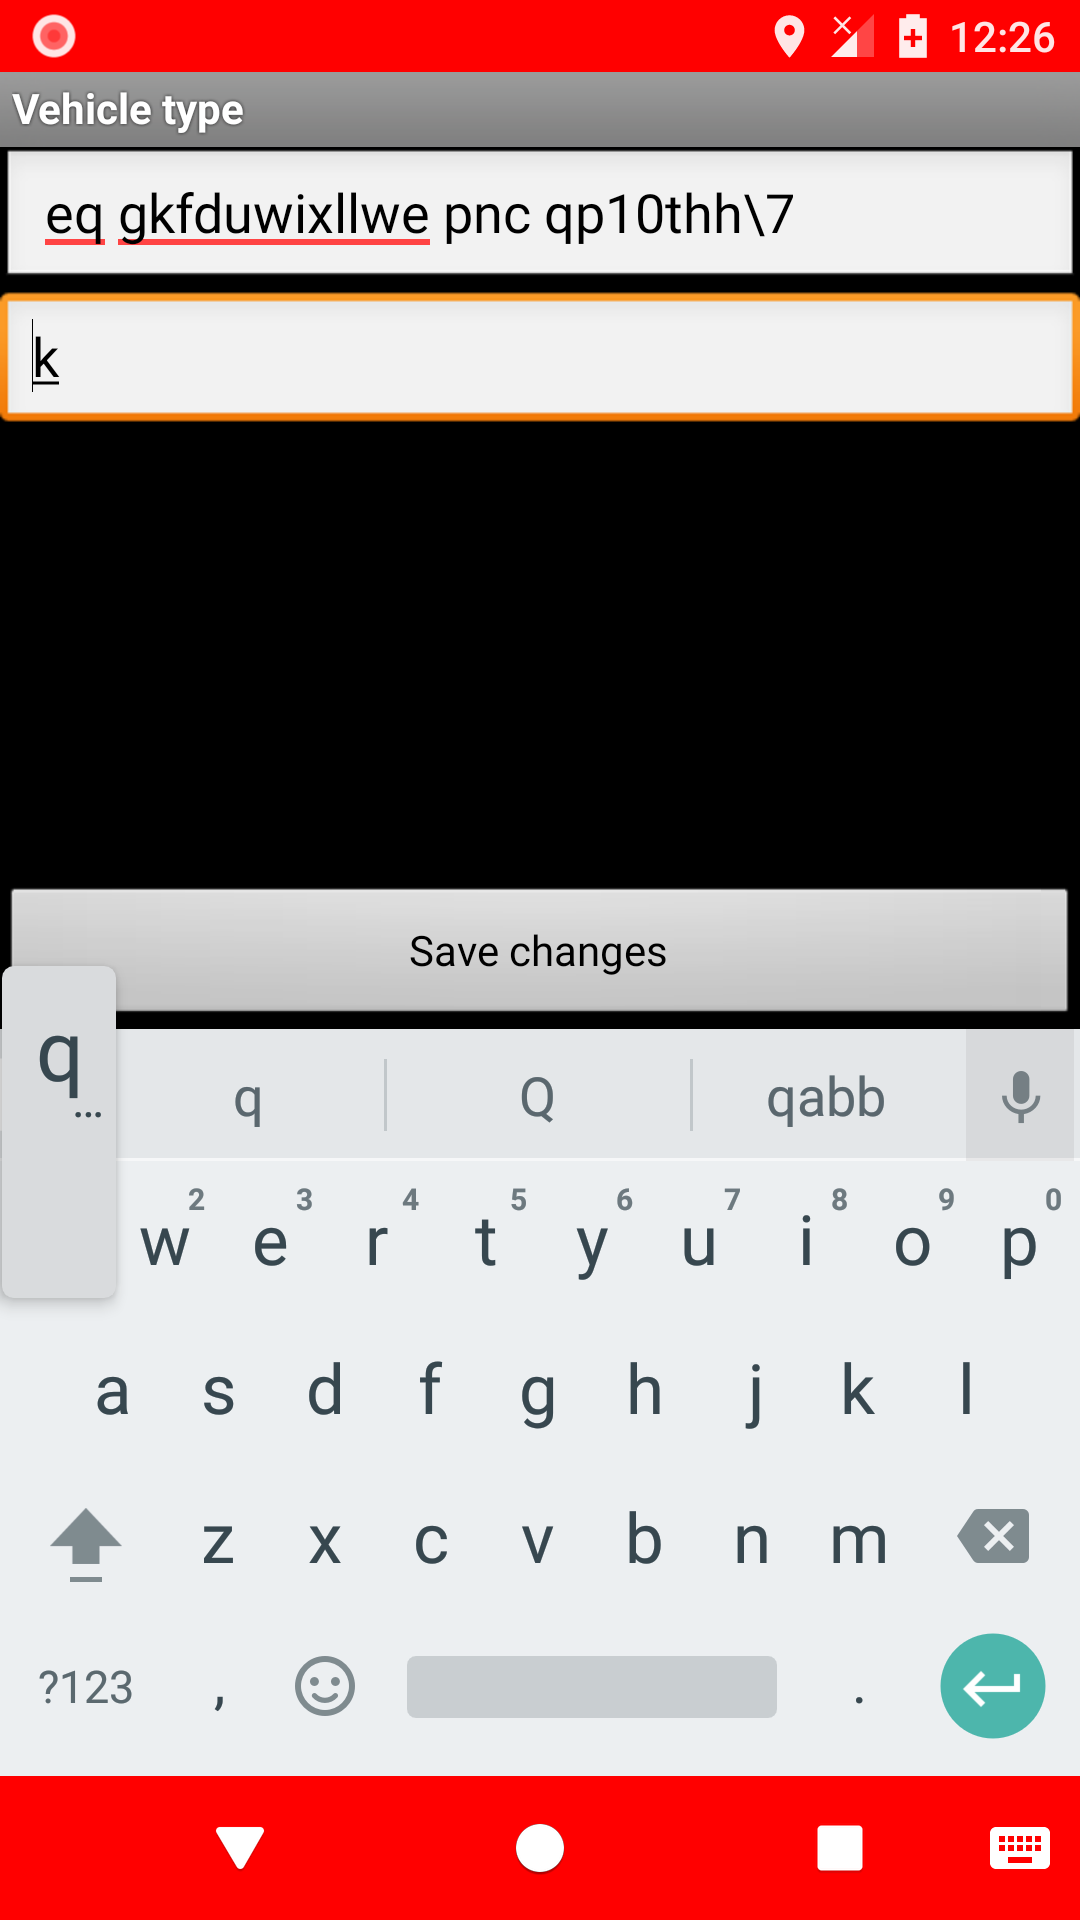 12:26
Vehicle type
eq gkfduwixllwe pnc qp10thh\7
k
Save changes
q
...
q Q qabb
2 3 4 5 6 7 8 9 0
w e r t y u i o p
a s d f g h j k l
z x c v b n m
?123 , .